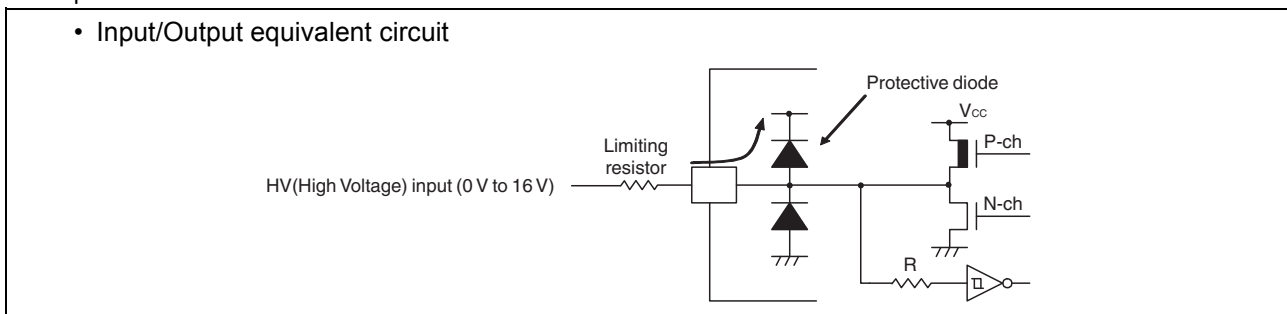 • Input/Output equivalent circuit
Protective diode
Vcc
P-ch
Limiting
resistor
HV(High Voltage) input (0 V to 16 V)
N-ch
R